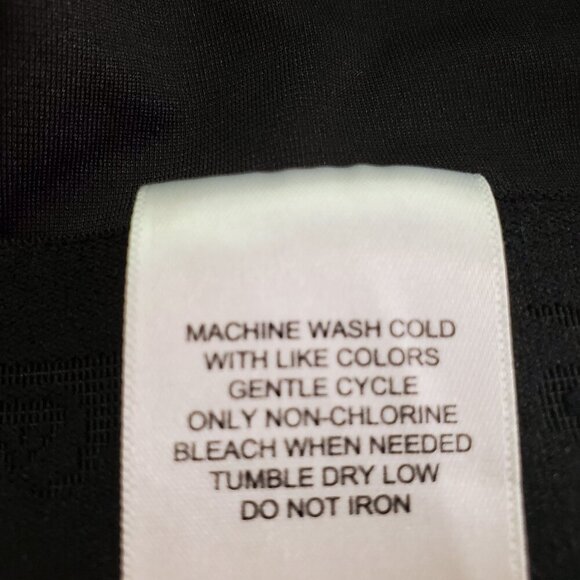 MACHINE WASH COLD
WITH LIKE COLORS
GENTLE CYCLE
ONLY NON-CHLORINE
BLEACH WHEN NEEDED
TUMBLE DRY LOW
DO NOT IRON